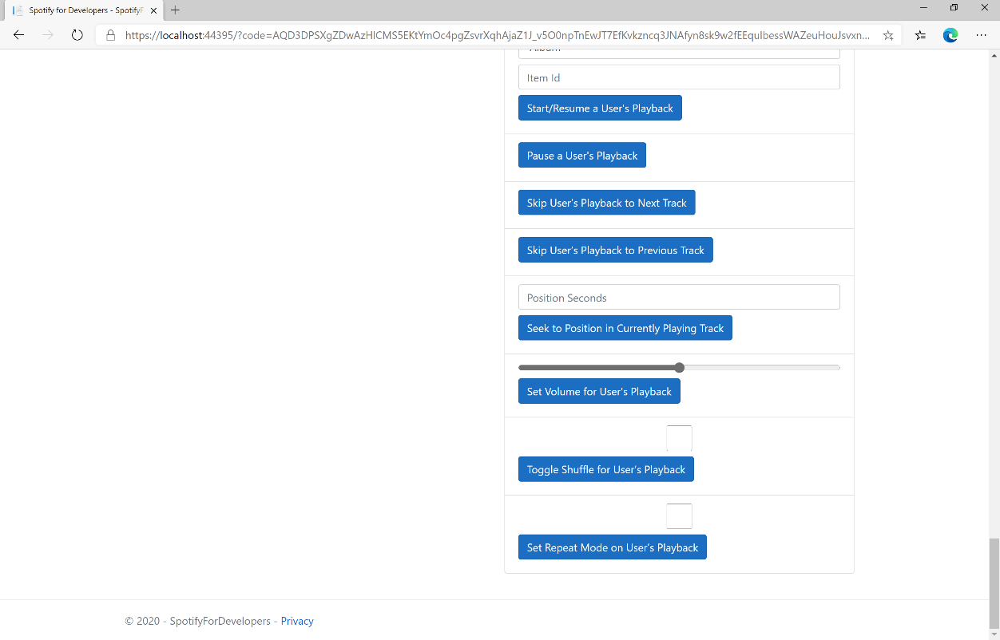 Spotify for Developers - SpotifyF
https://localhost:44395/?code=AQD3DPSXgZDwAzHlCMS5EKtYmOc4pgZsvrXqhAjaZ1J_v5O0npTnEwJT7EfKvkzncq3JNAfyn8sk9w2fEEquIbessWAZeuHouJsvxn...
Album
Item Id
Start/Resume a User's Playback
Pause a User's Playback
Skip User's Playback to Next Track
Skip User's Playback to Previous Track
Position Seconds
Seek to Position in Currently Playing Track
Set Volume for User's Playback
Toggle Shuffle for User's Playback
Set Repeat Mode on User's Playback
© 2020 - SpotifyForDevelopers - Privacy